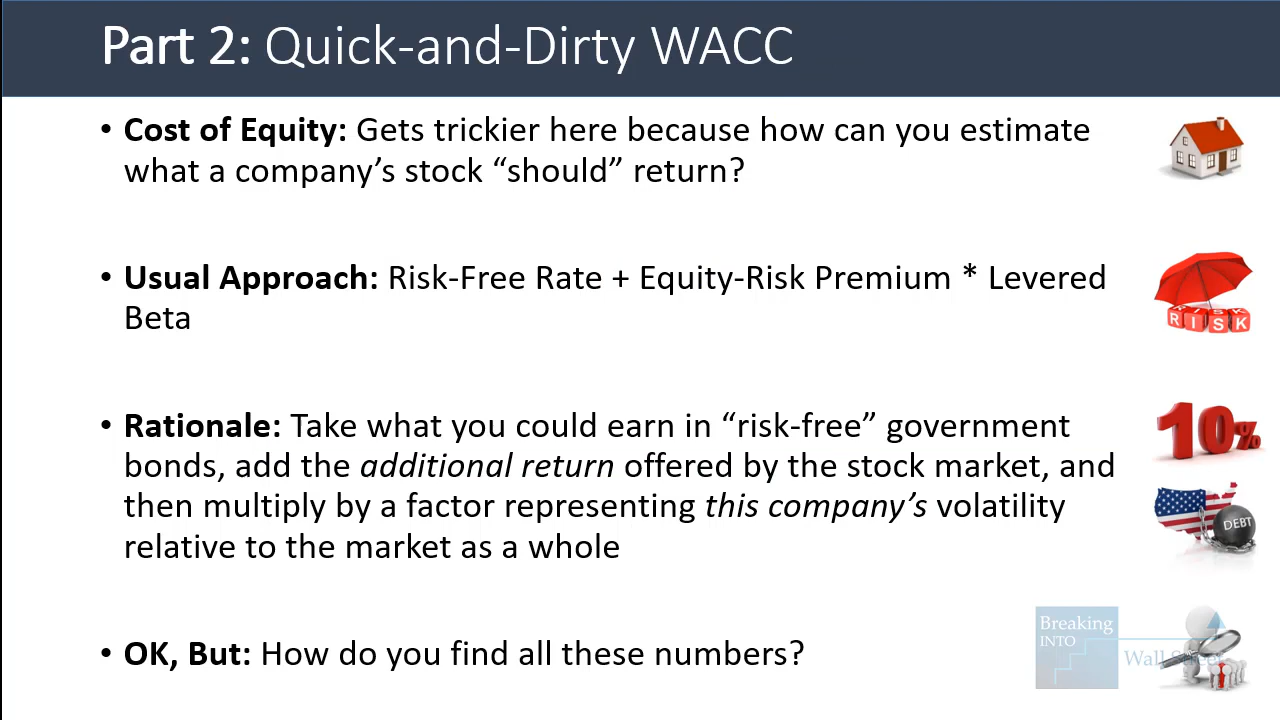 Part 2: Quick-and-Dirty WACC
• Cost of Equity: Gets trickier here because how can you estimate
what a company’s stock “should” return?
• Usual Approach: Risk-Free Rate + Equity-Risk Premium * Levered
Beta
RISK
• Rationale: Take what you could earn in “risk-free” government
bonds, add the additional return offered by the stock market, and
then multiply by a factor representing this company’s volatility
relative to the market as a whole
10%
DEBT
• OK, But: How do you find all these numbers?
Breaking
INTO
Wall Street